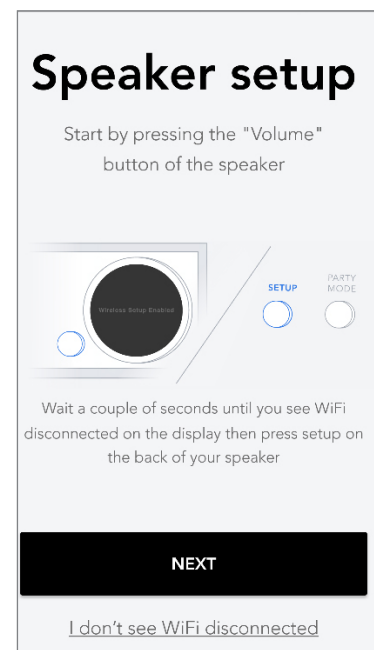 Speaker setup
Start by pressing the "Volume"
button of the speaker
Wireless Setup Enabled
SETUP
PARTY
MODE
Wait a couple of seconds until you see WiFi
disconnected on the display then press setup on
the back of your speaker
NEXT
I don't see WiFi disconnected